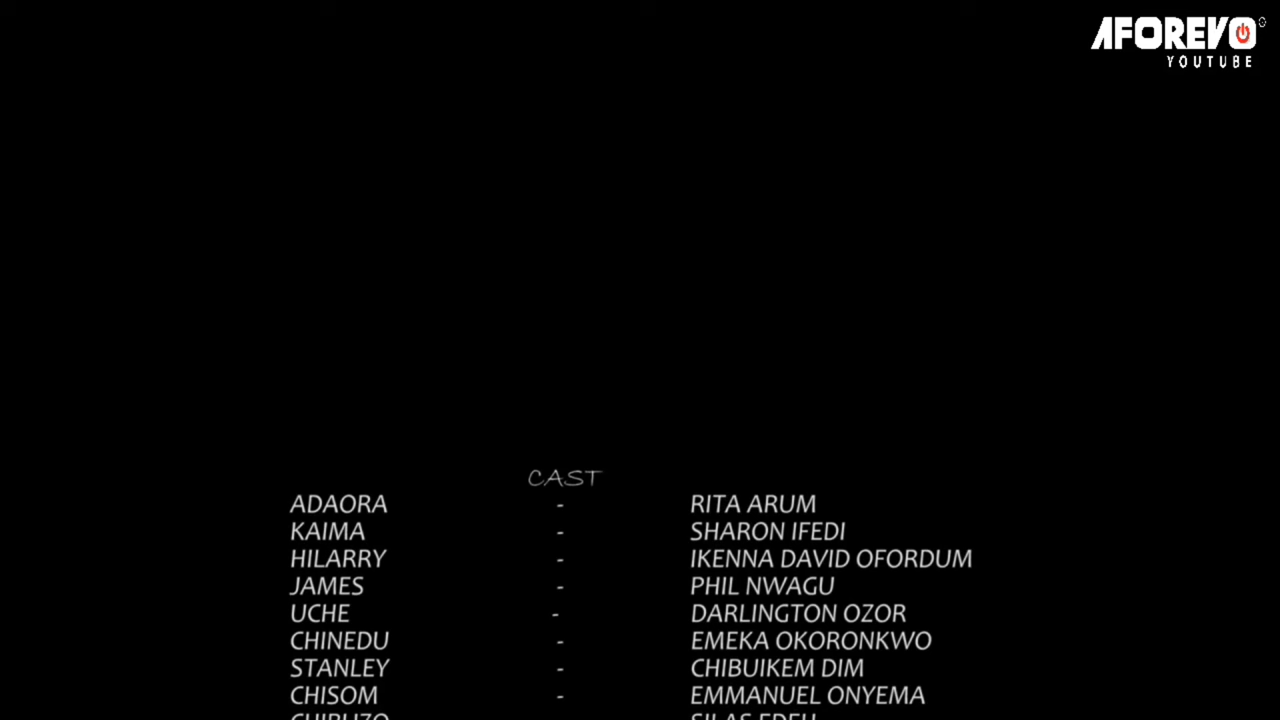 AFOREVO
YOUTUBE
CAST
ADAORA - RITA ARUM
KAIMA - SHARON IFEDI
HILARRY - IKENNA DAVID OFORDUM
JAMES - PHIL NWAGU
UCHE - DARLINGTON OZOR
CHINEDU - EMEKA OKORONKWO
STANLEY - CHIBUIKEM DIM
CHISOM - EMMANUEL ONYEMA